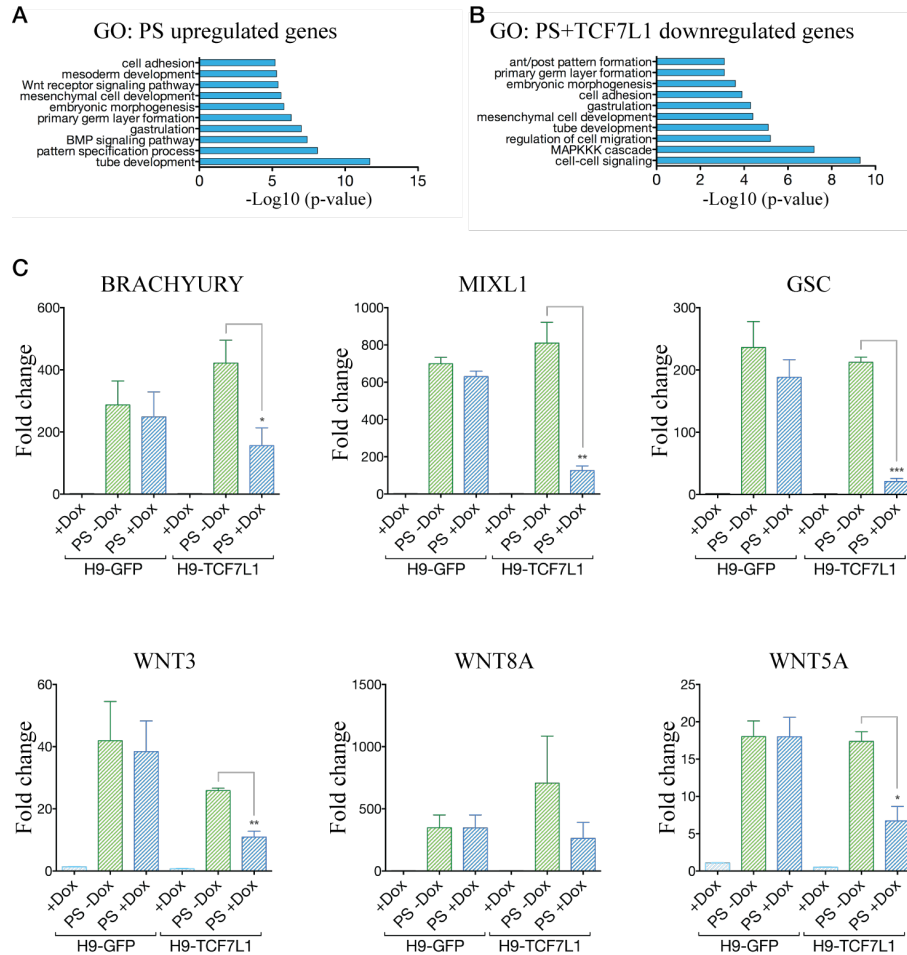 A
GO: PS upregulated genes
cell adhesion
mesoderm development
Wnt receptor signaling pathway
mesenchymal cell development
embryonic morphogenesis
primary germ layer formation
gastrulation
BMP signaling pathway
pattern specification process
tube development
0 5 10 15
-Log10 (p-value)
B
GO: PS+TCF7L1 downregulated genes
ant/post pattern formation
primary germ layer formation
embryonic morphogenesis
cell adhesion
gastrulation
mesenchymal cell development
tube development
regulation of cell migration
MAPKKK cascade
cell-cell signaling
0 2 4 6 8 10
-Log10 (p-value)
C
BRACHYURY
Fold change
600
400
200
0
*
+Dox PS -Dox PS +Dox +Dox PS -Dox PS +Dox
H9-GFP H9-TCF7L1
MIXL1
Fold change
1000
800
600
400
200
0
**
+Dox PS -Dox PS +Dox +Dox PS -Dox PS +Dox
H9-GFP H9-TCF7L1
GSC
Fold change
300
200
100
0
***
+Dox PS -Dox PS +Dox +Dox PS -Dox PS +Dox
H9-GFP H9-TCF7L1
WNT3
Fold change
60
40
20
0
**
+Dox PS -Dox PS +Dox +Dox PS -Dox PS +Dox
H9-GFP H9-TCF7L1
WNT8A
Fold change
1500
1000
500
0
+Dox PS -Dox PS +Dox +Dox PS -Dox PS +Dox
H9-GFP H9-TCF7L1
WNT5A
Fold change
25
20
15
10
5
0
*
+Dox PS -Dox PS +Dox +Dox PS -Dox PS +Dox
H9-GFP H9-TCF7L1